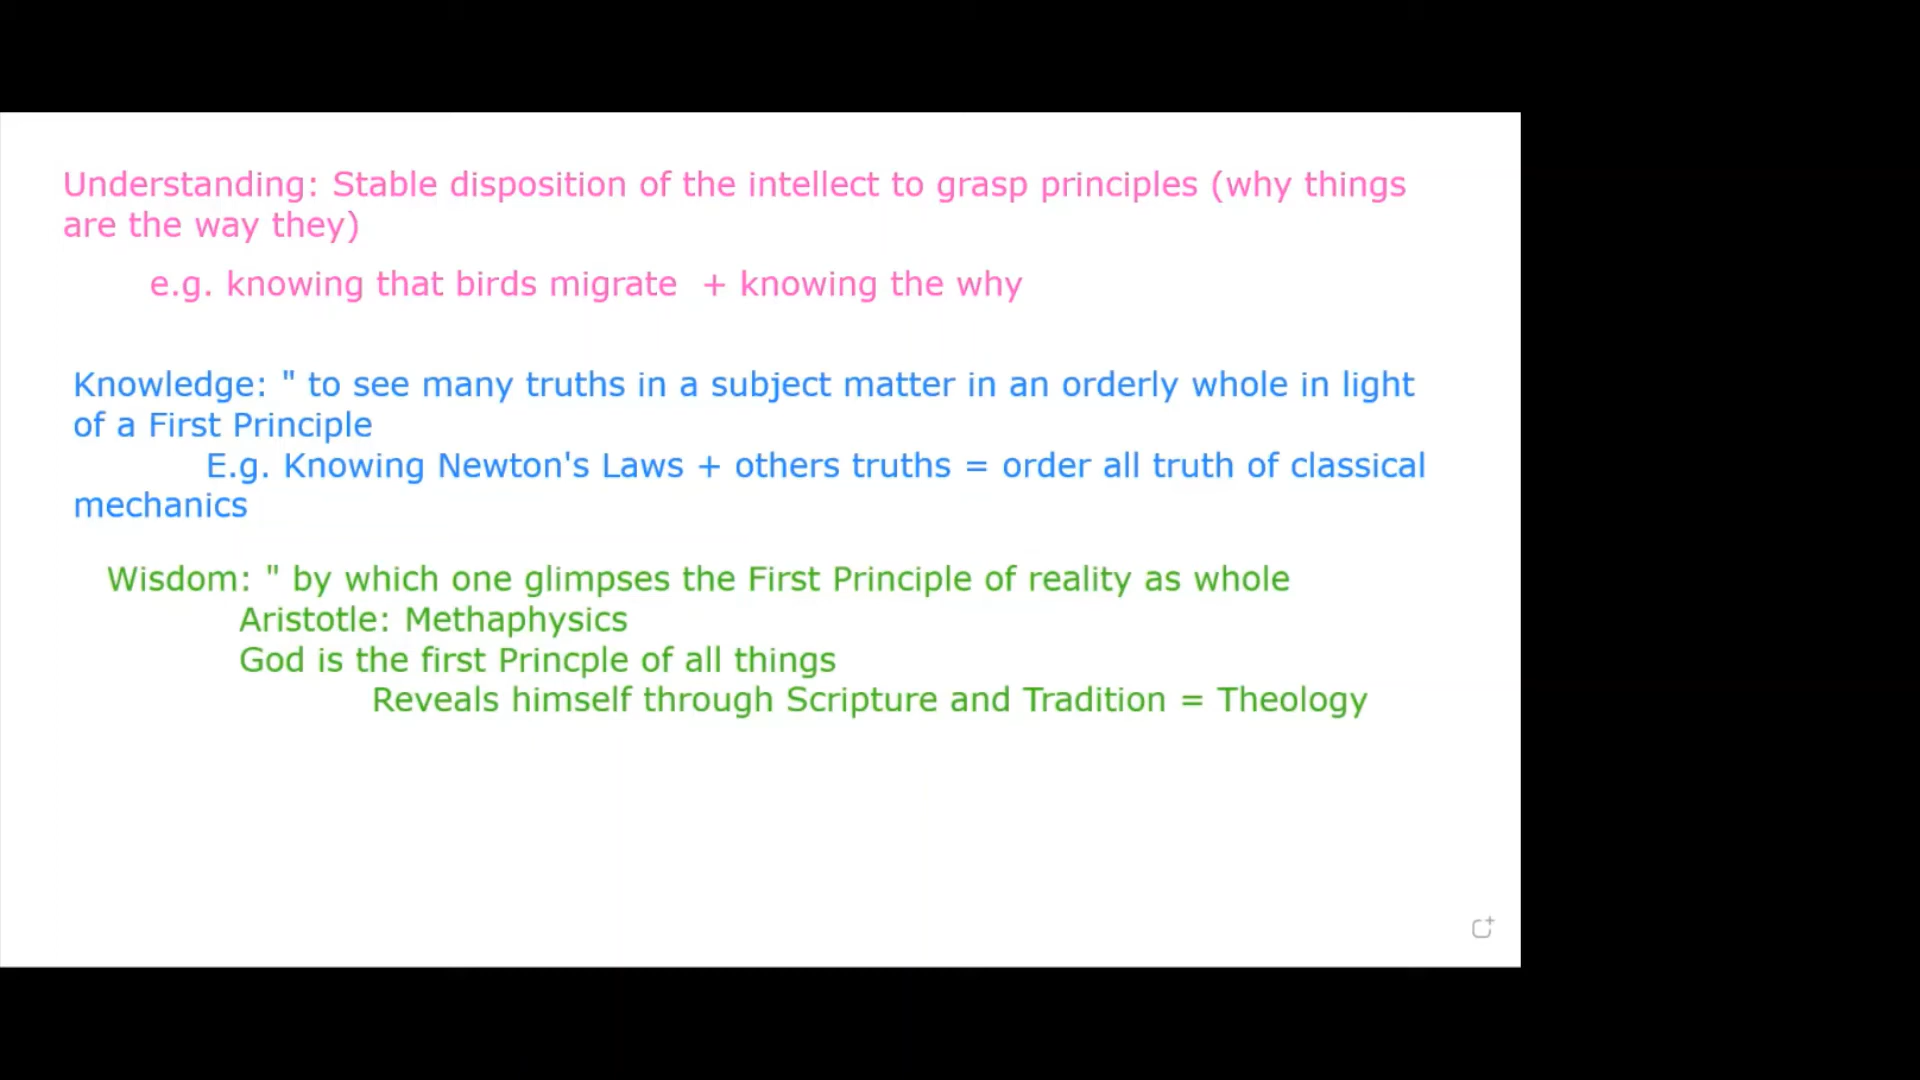 Understanding: Stable disposition of the intellect to grasp principles (why things
are the way they)
e.g. knowing that birds migrate + knowing the why
Knowledge: " to see many truths in a subject matter in an orderly whole in light
of a First Principle
E.g. Knowing Newton's Laws + others truths = order all truth of classical
mechanics
Wisdom: " by which one glimpses the First Principle of reality as whole
Aristotle: Methaphysics
God is the first Princple of all things
Reveals himself through Scripture and Tradition = Theology